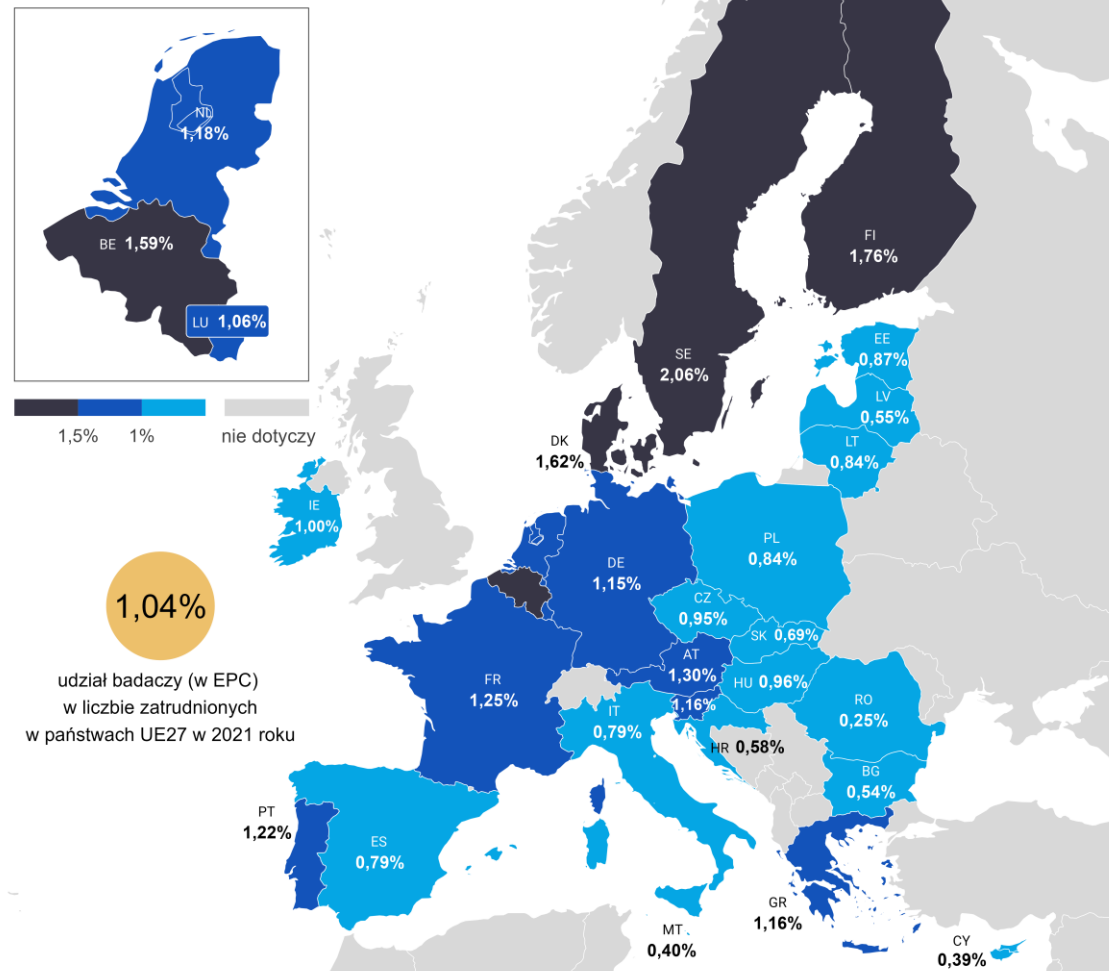 NL
1,18%
BE 1,59%
LU 1,06%
1,5% 1% nie dotyczy
FI
1,76%
SE
2,06%
EE
0,87%
LV
0,55%
LT
0,84%
DK
1,62%
IE
1,00%
PL
0,84%
DE
1,15%
CZ
0,95%
SK 0,69%
1,04%
udział badaczy (w EPC)
w liczbie zatrudnionych
w państwach UE27 w 2021 roku
AT
1,30%
HU 0,96%
FR
1,25%
1,16%
RO
0,25%
IT
0,79%
HR 0,58%
BG
0,54%
PT
1,22%
ES
0,79%
GR
1,16%
MT
0,40%
CY
0,39%